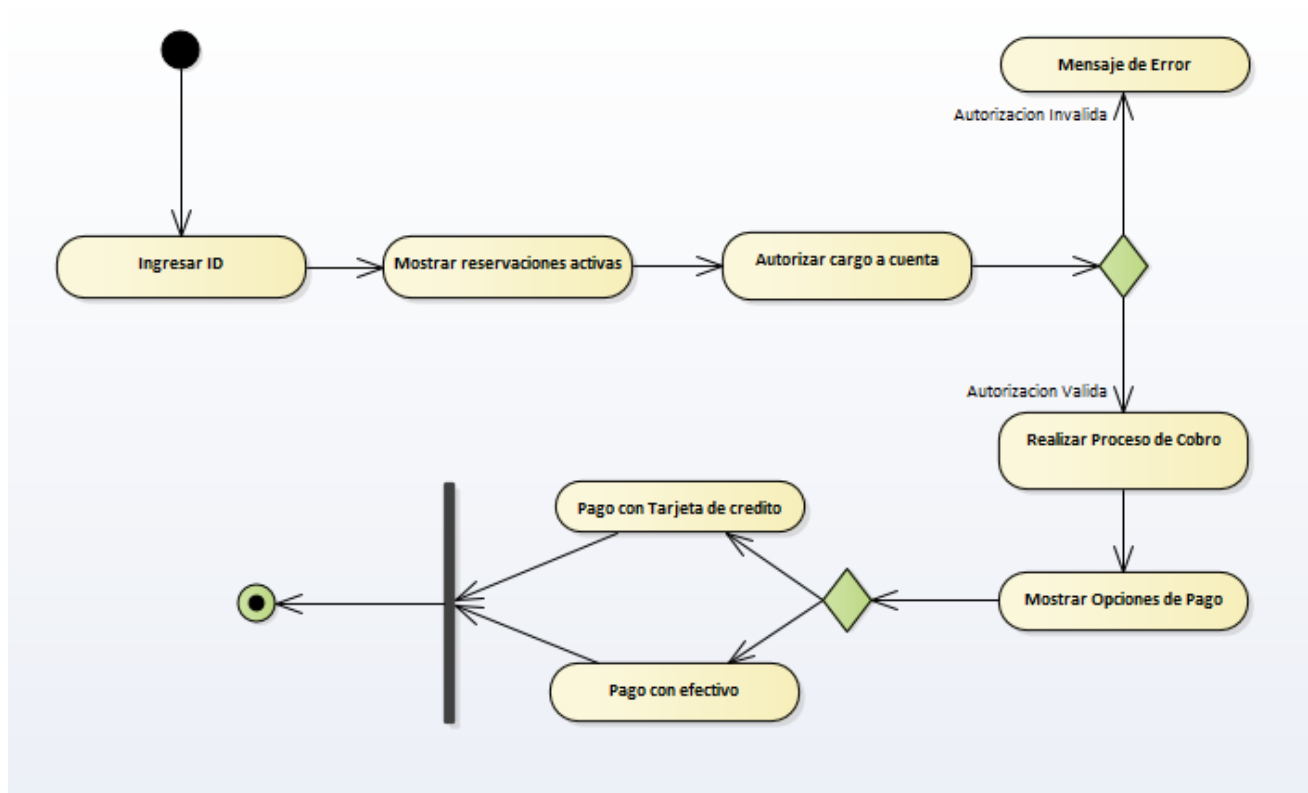 Mensaje de Error
Autorizacion Invalida
Ingresar ID
Mostrar reservaciones activas
Autorizar cargo a cuenta
Autorizacion Valida
Realizar Proceso de Cobro
Pago con Tarjeta de credito
Mostrar Opciones de Pago
Pago con efectivo